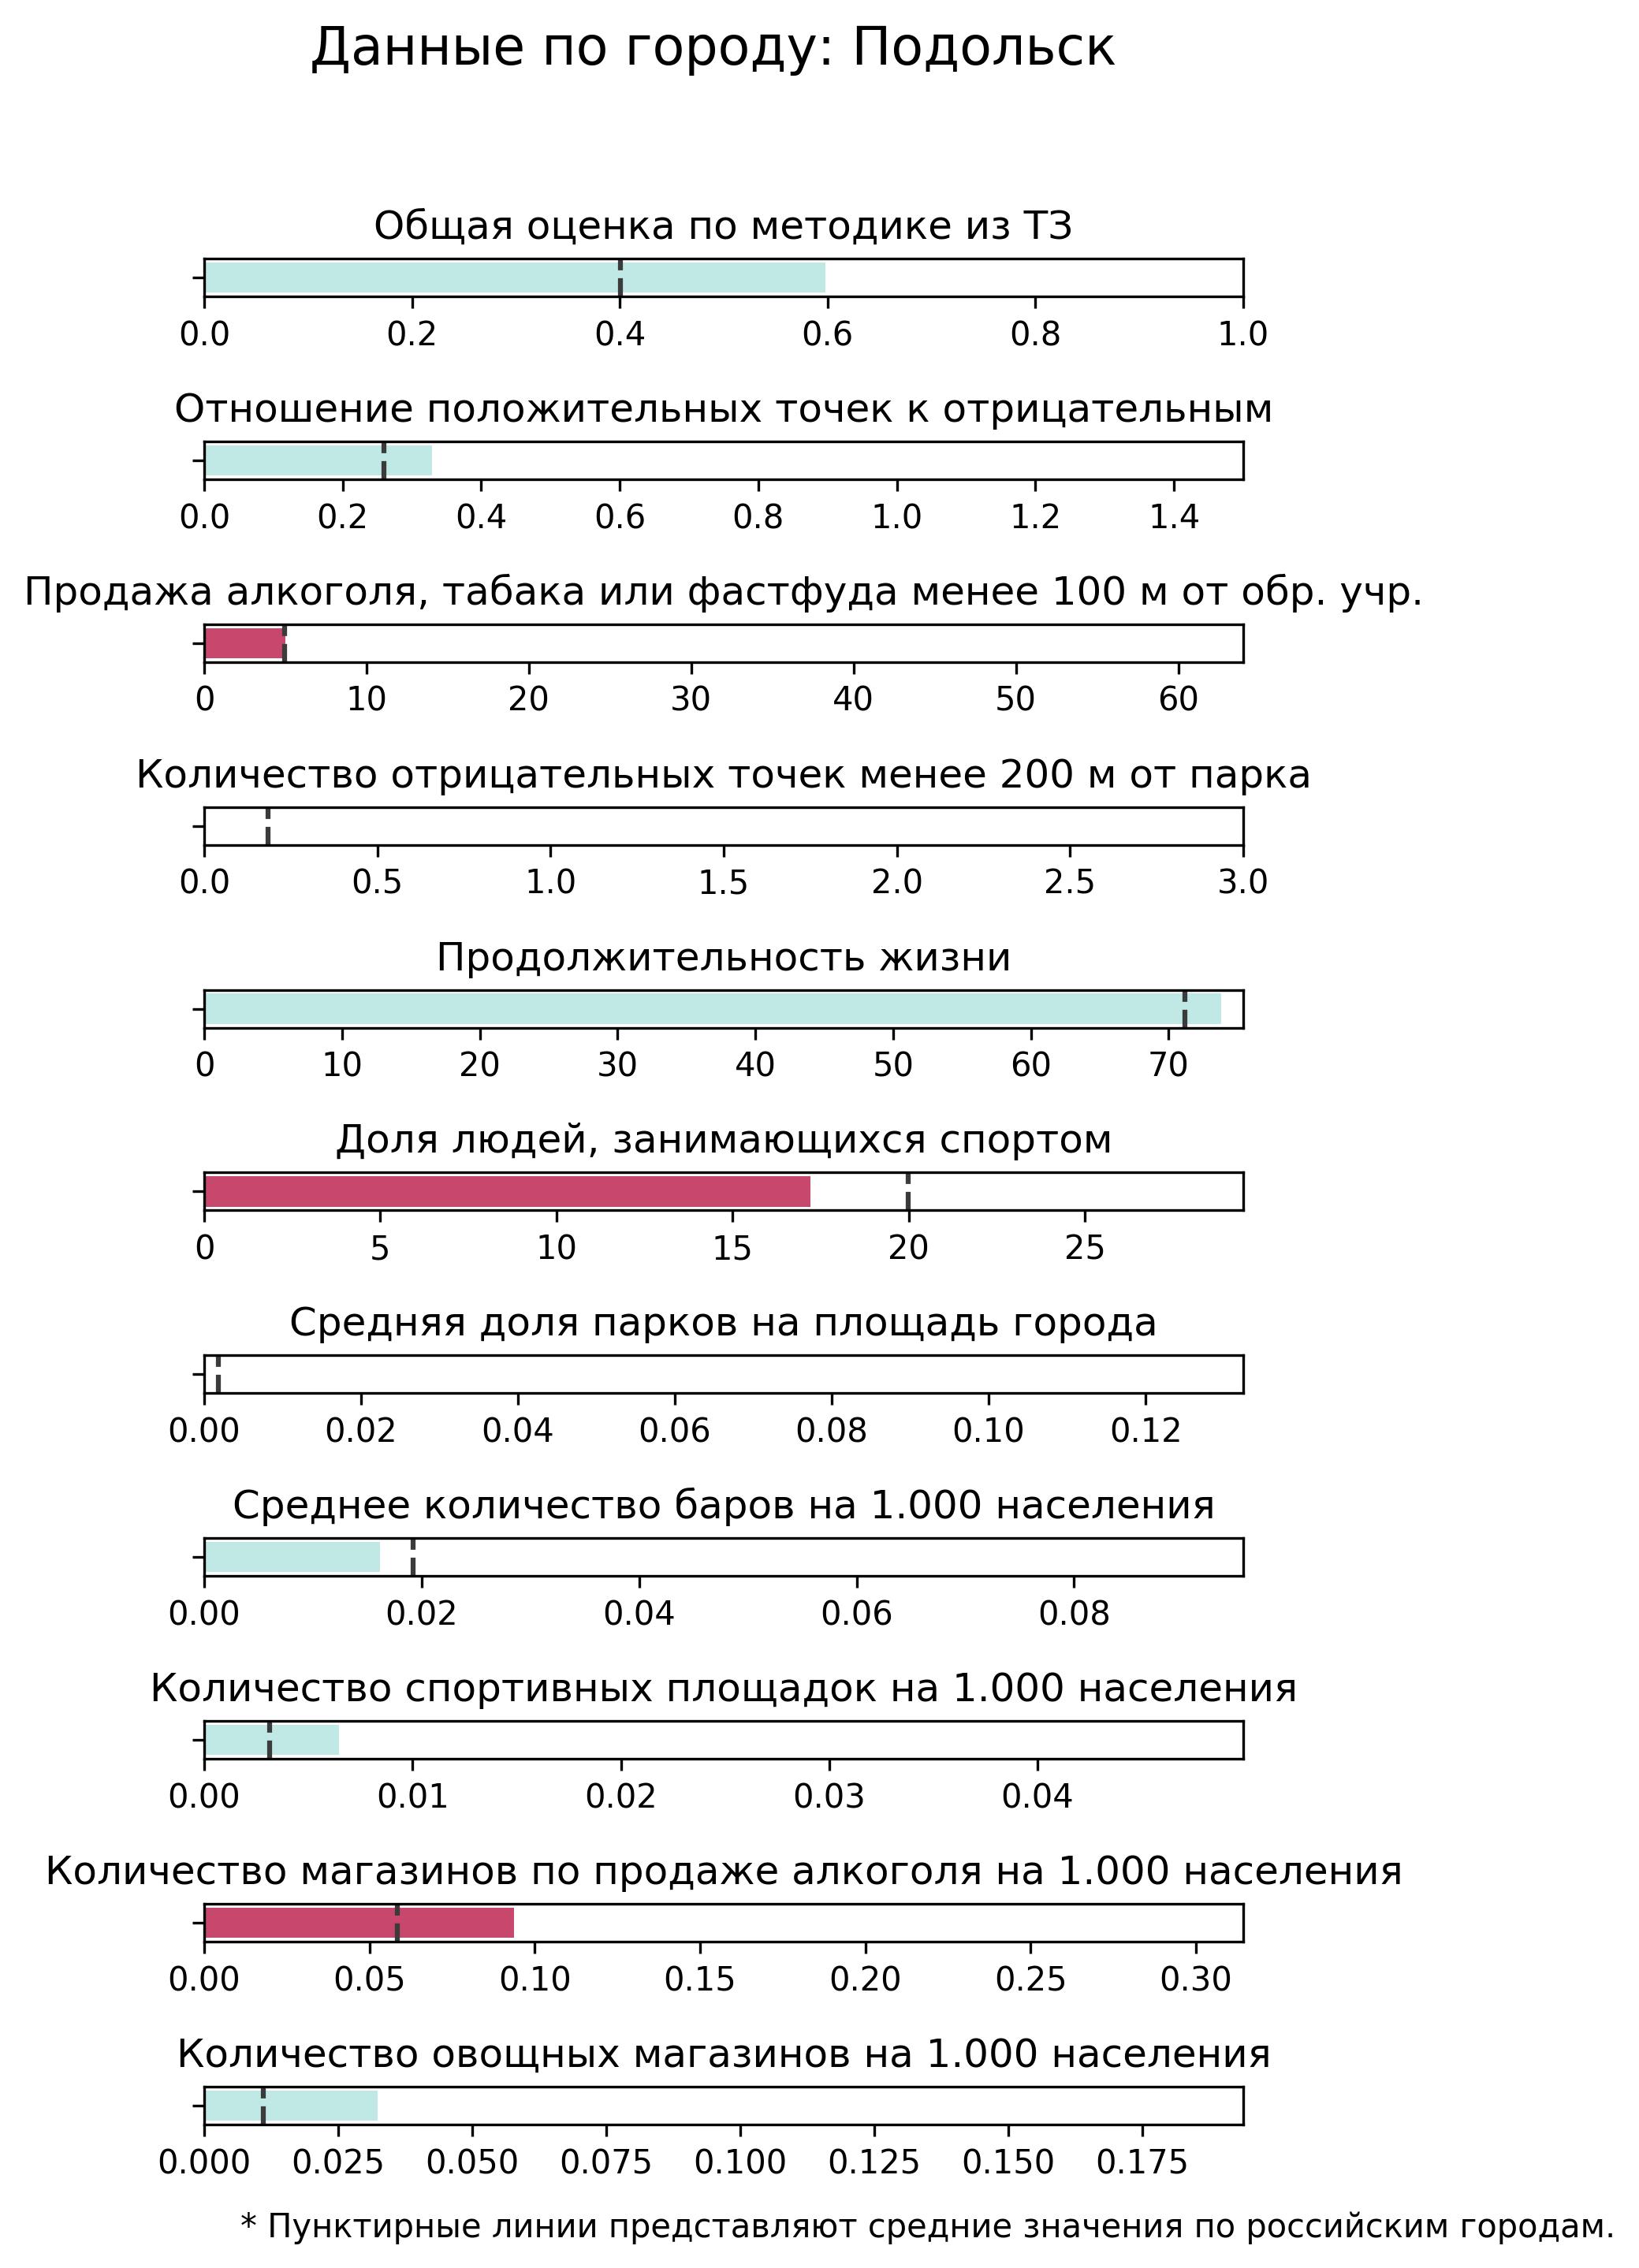 Данные по городу: Подольск
Общая оценка по методике из ТЗ
0.0 0.2 0.4 0.6 0.8 1.0
Отношение положительных точек к отрицательным
0.0 0.2 0.4 0.6 0.8 1.0 1.2 1.4
Продажа алкоголя, табака или фастфуда менее 100 м от обр. учр.
0 10 20 30 40 50 60
Количество отрицательных точек менее 200 м от парка
0.0 0.5 1.0 1.5 2.0 2.5 3.0
Продолжительность жизни
0 10 20 30 40 50 60 70
Доля людей, занимающихся спортом
0 5 10 15 20 25
Средняя доля парков на площадь города
0.00 0.02 0.04 0.06 0.08 0.10 0.12
Среднее количество баров на 1.000 населения
0.00 0.02 0.04 0.06 0.08
Количество спортивных площадок на 1.000 населения
0.00 0.01 0.02 0.03 0.04
Количество магазинов по продаже алкоголя на 1.000 населения
0.00 0.05 0.10 0.15 0.20 0.25 0.30
Количество овощных магазинов на 1.000 населения
0.000 0.025 0.050 0.075 0.100 0.125 0.150 0.175
* Пунктирные линии представляют средние значения по российским городам.